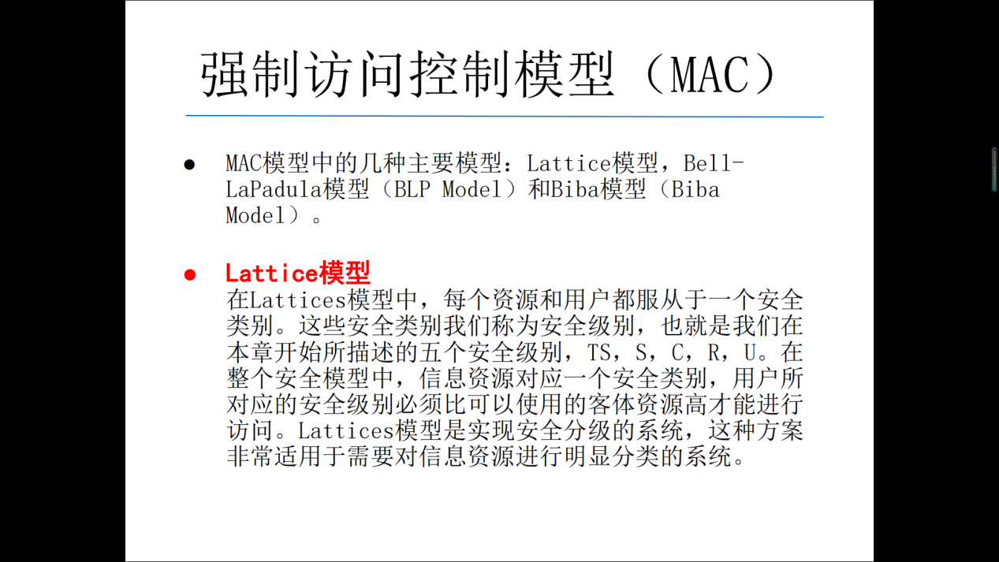 强制访问控制模型（MAC）
● MAC模型中的几种主要模型：Lattice模型，Bell-
LaPadula模型（BLP Model）和Biba模型（Biba
Model）。
● Lattice模型
在Lattices模型中，每个资源和用户都服从于一个安全
类别。这些安全类别我们称为安全级别，也就是我们在
本章开始所描述的五个安全级别，TS，S，C，R，U。在
整个安全模型中，信息资源对应一个安全类别，用户所
对应的安全级别必须比可以使用的客体资源高才能进行
访问。Lattices模型是实现安全分级的系统，这种方案
非常适用于需要对信息资源进行明显分类的系统。